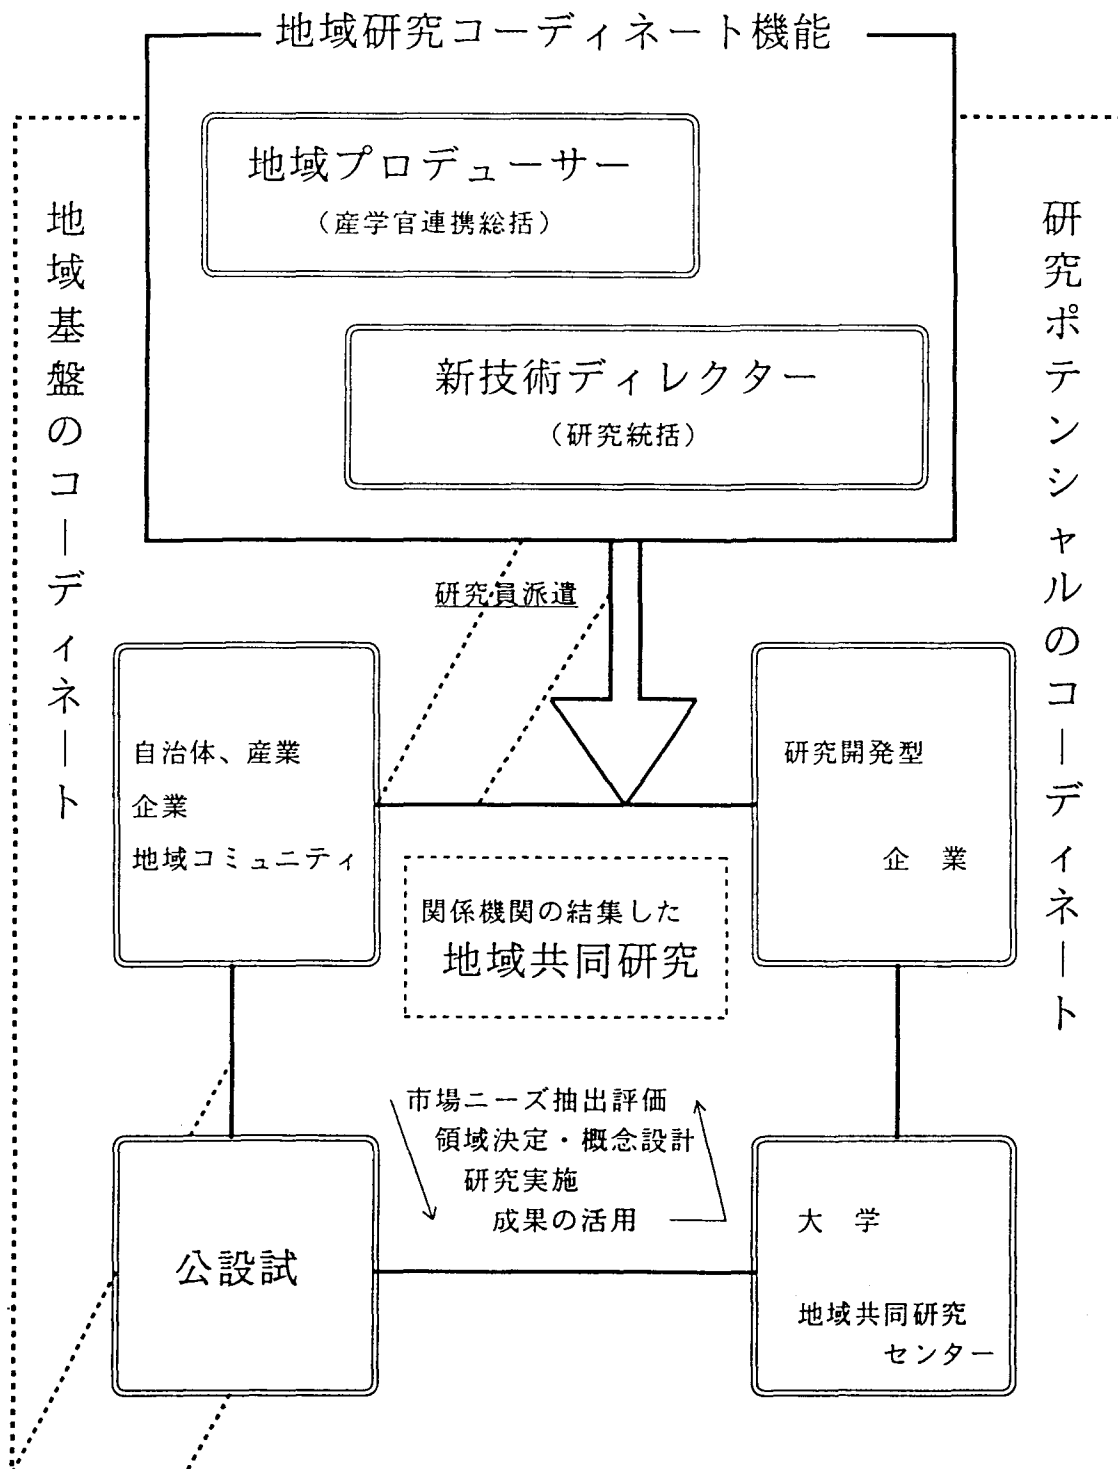 地域研究コーディネート機能
地域プロデューサー
（産学官連携総括）
新技術ディレクター
（研究統括）
地域基盤のコーディネート
研究ポテンシャルのコーディネート
研究員派遣
自治体、産業
企業
地域コミュニティ
研究開発型
企　業
関係機関の結集した
地域共同研究
市場ニーズ抽出評価
領域決定・概念設計
研究実施
成果の活用
公設試
大　学
地域共同研究
センター